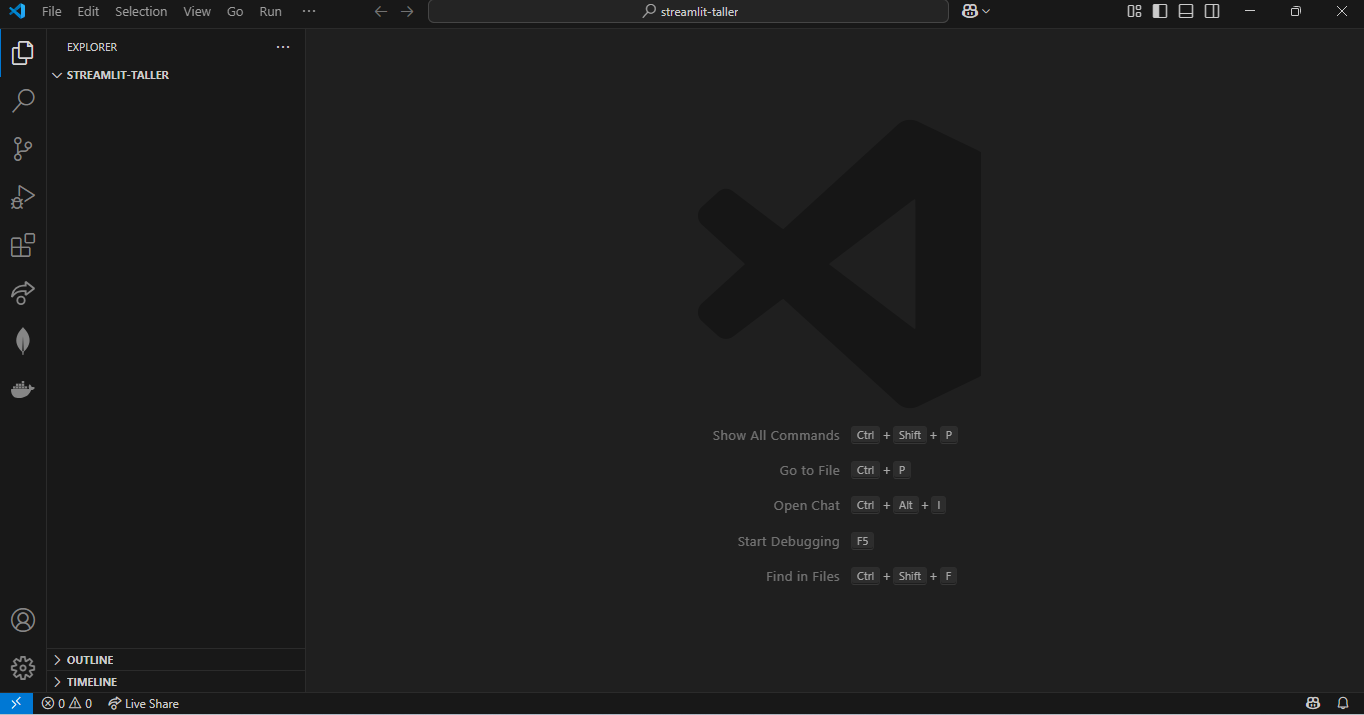 File Edit Selection View Go Run ···
streamlit-taller
EXPLORER ···
STREAMLIT-TALLER
Show All Commands Ctrl + Shift + P
Go to File Ctrl + P
Open Chat Ctrl + Alt + I
Start Debugging F5
Find in Files Ctrl + Shift + F
OUTLINE
TIMELINE
0 0 Live Share